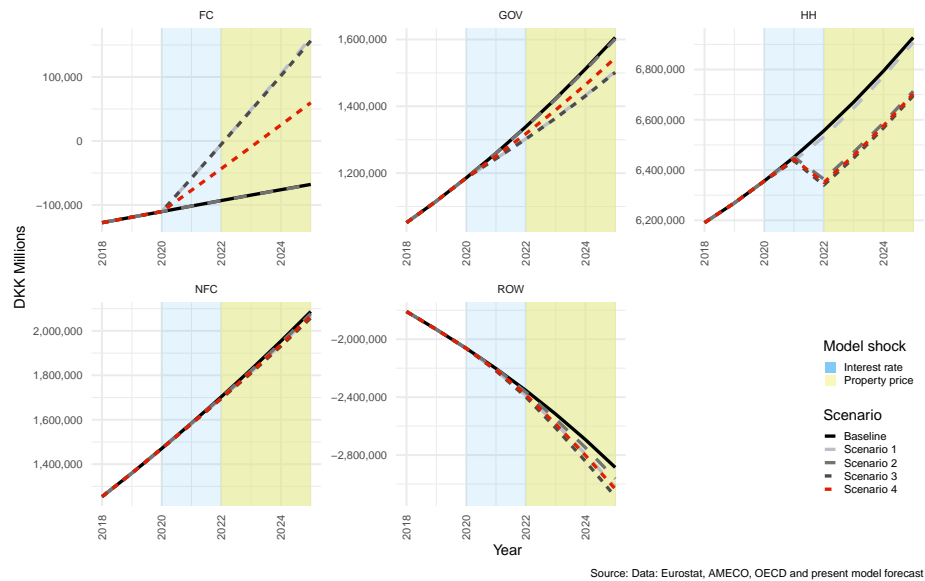 FC
GOV
HH
100,000
0
−100,000
2018
2020
2022
2024
1,600,000
1,400,000
1,200,000
2018
2020
2022
2024
6,800,000
6,600,000
6,400,000
6,200,000
2018
2020
2022
2024
DKK Millions
NFC
ROW
2,000,000
1,800,000
1,600,000
1,400,000
2018
2020
2022
2024
−2,000,000
−2,400,000
−2,800,000
2018
2020
2022
2024
Year
Model shock
Interest rate
Property price
Scenario
Baseline
Scenario 1
Scenario 2
Scenario 3
Scenario 4
Source: Data: Eurostat, AMECO, OECD and present model forecast